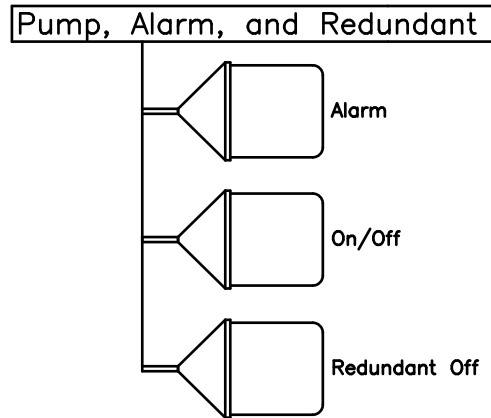 Pump, Alarm, and Redundant
Alarm
On/Off
Redundant Off